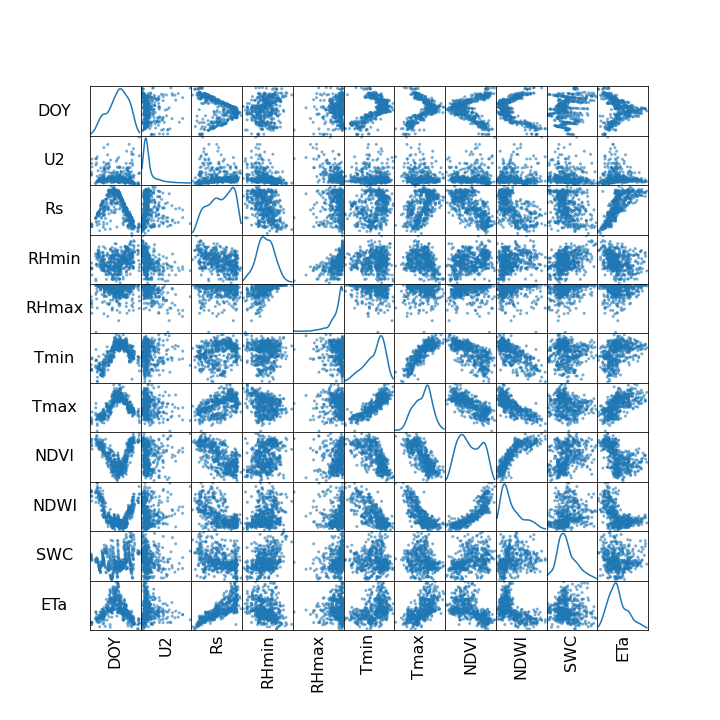 DOY
U2
Rs
RHmin
RHmax
Tmin
Tmax
NDVI
NDWI
SWC
ETa
DOY
U2
Rs
RHmin
RHmax
Tmin
Tmax
NDVI
NDWI
SWC
ETa